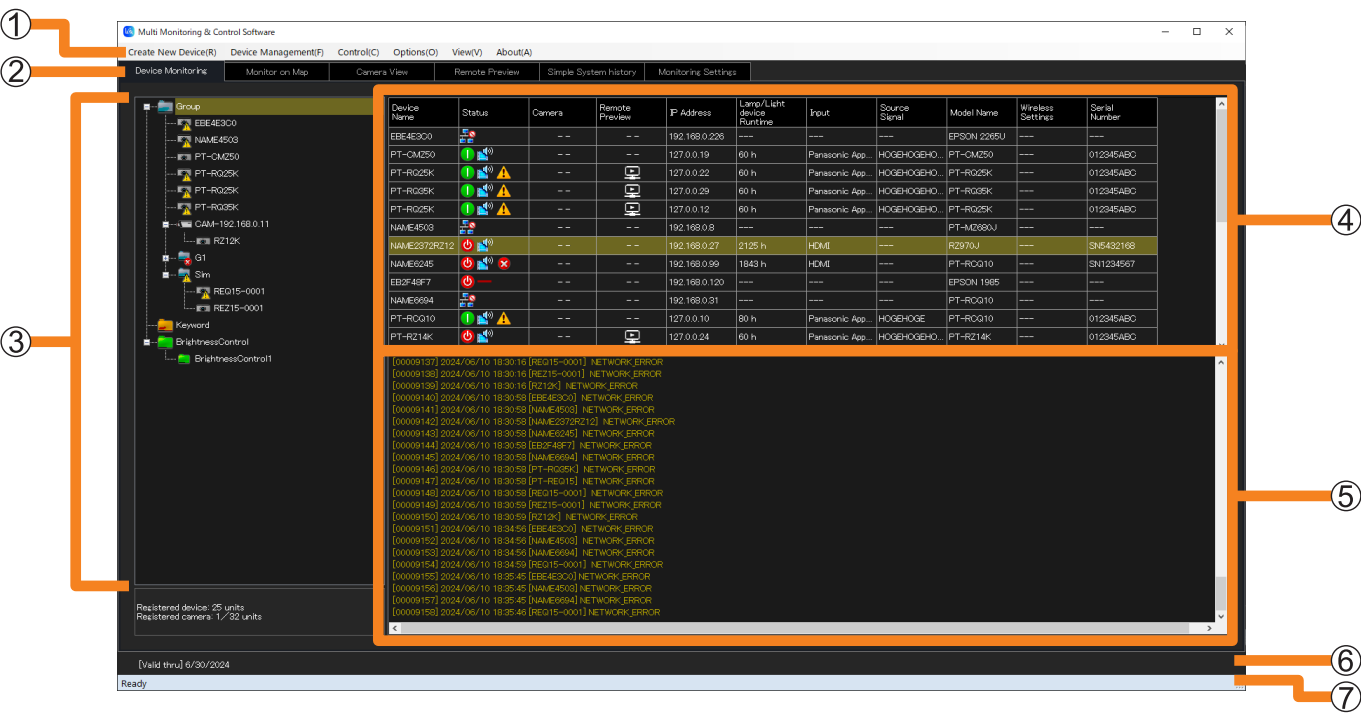 ①
Multi Monitoring & Control Software
Create New Device(R) Device Management(F) Control(C) Options(O) View(V) About(A)
②
Device Monitoring Monitor on Map Camera View Remote Preview Simple System history Monitoring Settings
③
Group
EBE4E3C0
NAME4503
PT-CMZ50
PT-RQ25K
PT-RQ25K
PT-RQ35K
CAM-192.168.0.11
RZ12K
G1
Sim
REQ15-0001
REZ15-0001
Keyword
BrightnessControl
BrightnessControl1
Registered device: 25 units
Registered camera: 1/32 units
④
Device Name Status Camera Remote Preview IP Address Lamp/Light device Runtime Input Source Signal Model Name Wireless Settings Serial Number
EBE4E3C0 -- -- 192.168.0.226 --- --- --- EPSON 2265U --- ---
PT-CMZ50 -- -- 127.0.0.19 60 h Panasonic App... HOGEHOGEHO... PT-CMZ50 --- 012345ABC
PT-RQ25K -- 127.0.0.22 60 h Panasonic App... HOGEHOGEHO... PT-RQ25K --- 012345ABC
PT-RQ35K -- 127.0.0.29 60 h Panasonic App... HOGEHOGEHO... PT-RQ35K --- 012345ABC
PT-RQ25K -- 127.0.0.12 60 h Panasonic App... HOGEHOGEHO... PT-RQ25K --- 012345ABC
NAME4503 -- -- 192.168.0.8 --- --- --- PT-MZ680J --- ---
NAME2372RZ12 -- -- 192.168.0.27 2125 h HDMI --- RZ970J --- SN5432168
NAME6245 -- -- 192.168.0.99 1843 h HDMI --- PT-RCQ10 --- SN1234567
EB2F48F7 -- -- 192.168.0.120 --- --- --- EPSON 1985 --- ---
NAME6694 -- -- 192.168.0.31 --- --- --- PT-RCQ10 --- ---
PT-RCQ10 -- -- 127.0.0.10 80 h Panasonic App... HOGEHOGE PT-RCQ10 --- 012345ABC
PT-RZ14K -- 127.0.0.24 60 h Panasonic App... HOGEHOGEHO... PT-RZ14K --- 012345ABC
⑤
[00009137] 2024/06/10 18:30:16 [REQ15-0001] NETWORK_ERROR
[00009138] 2024/06/10 18:30:16 [REZ15-0001] NETWORK_ERROR
[00009139] 2024/06/10 18:30:16 [RZ12K] NETWORK_ERROR
[00009140] 2024/06/10 18:30:58 [EBE4E3C0] NETWORK_ERROR
[00009141] 2024/06/10 18:30:58 [NAME4503] NETWORK_ERROR
[00009142] 2024/06/10 18:30:58 [NAME2372RZ12] NETWORK_ERROR
[00009143] 2024/06/10 18:30:58 [NAME6245] NETWORK_ERROR
[00009144] 2024/06/10 18:30:58 [EB2F48F7] NETWORK_ERROR
[00009145] 2024/06/10 18:30:58 [NAME6694] NETWORK_ERROR
[00009146] 2024/06/10 18:30:58 [PT-RQ35K] NETWORK_ERROR
[00009147] 2024/06/10 18:30:58 [PT-REQ15] NETWORK_ERROR
[00009148] 2024/06/10 18:30:58 [REQ15-0001] NETWORK_ERROR
[00009149] 2024/06/10 18:30:59 [REZ15-0001] NETWORK_ERROR
[00009150] 2024/06/10 18:30:59 [RZ12K] NETWORK_ERROR
[00009151] 2024/06/10 18:34:56 [EBE4E3C0] NETWORK_ERROR
[00009152] 2024/06/10 18:34:56 [NAME4503] NETWORK_ERROR
[00009153] 2024/06/10 18:34:56 [NAME6694] NETWORK_ERROR
[00009154] 2024/06/10 18:34:59 [REQ15-0001] NETWORK_ERROR
[00009155] 2024/06/10 18:35:45 [EBE4E3C0] NETWORK_ERROR
[00009156] 2024/06/10 18:35:45 [NAME4503] NETWORK_ERROR
[00009157] 2024/06/10 18:35:45 [NAME6694] NETWORK_ERROR
[00009158] 2024/06/10 18:35:46 [REQ15-0001] NETWORK_ERROR
[Valid thru] 6/30/2024
⑥
Ready
⑦